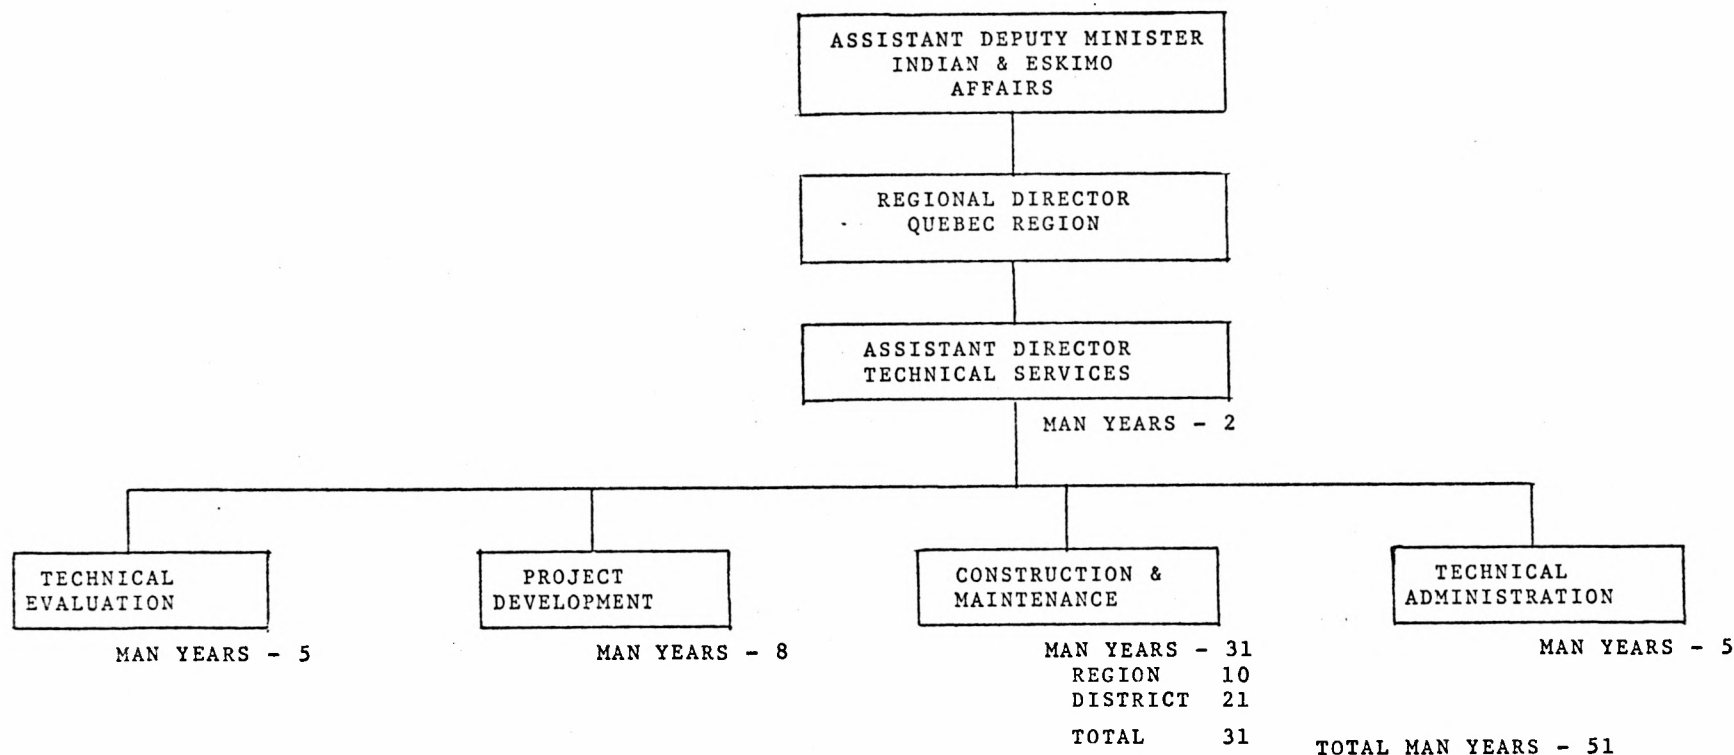 ASSISTANT DEPUTY MINISTER
INDIAN & ESKIMO
AFFAIRS
REGIONAL DIRECTOR
QUEBEC REGION
ASSISTANT DIRECTOR
TECHNICAL SERVICES
MAN YEARS - 2
TECHNICAL
EVALUATION
MAN YEARS - 5
PROJECT
DEVELOPMENT
MAN YEARS - 8
CONSTRUCTION &
MAINTENANCE
MAN YEARS - 31
REGION 10
DISTRICT 21
TOTAL 31
TECHNICAL
ADMINISTRATION
MAN YEARS - 5
TOTAL MAN YEARS - 51